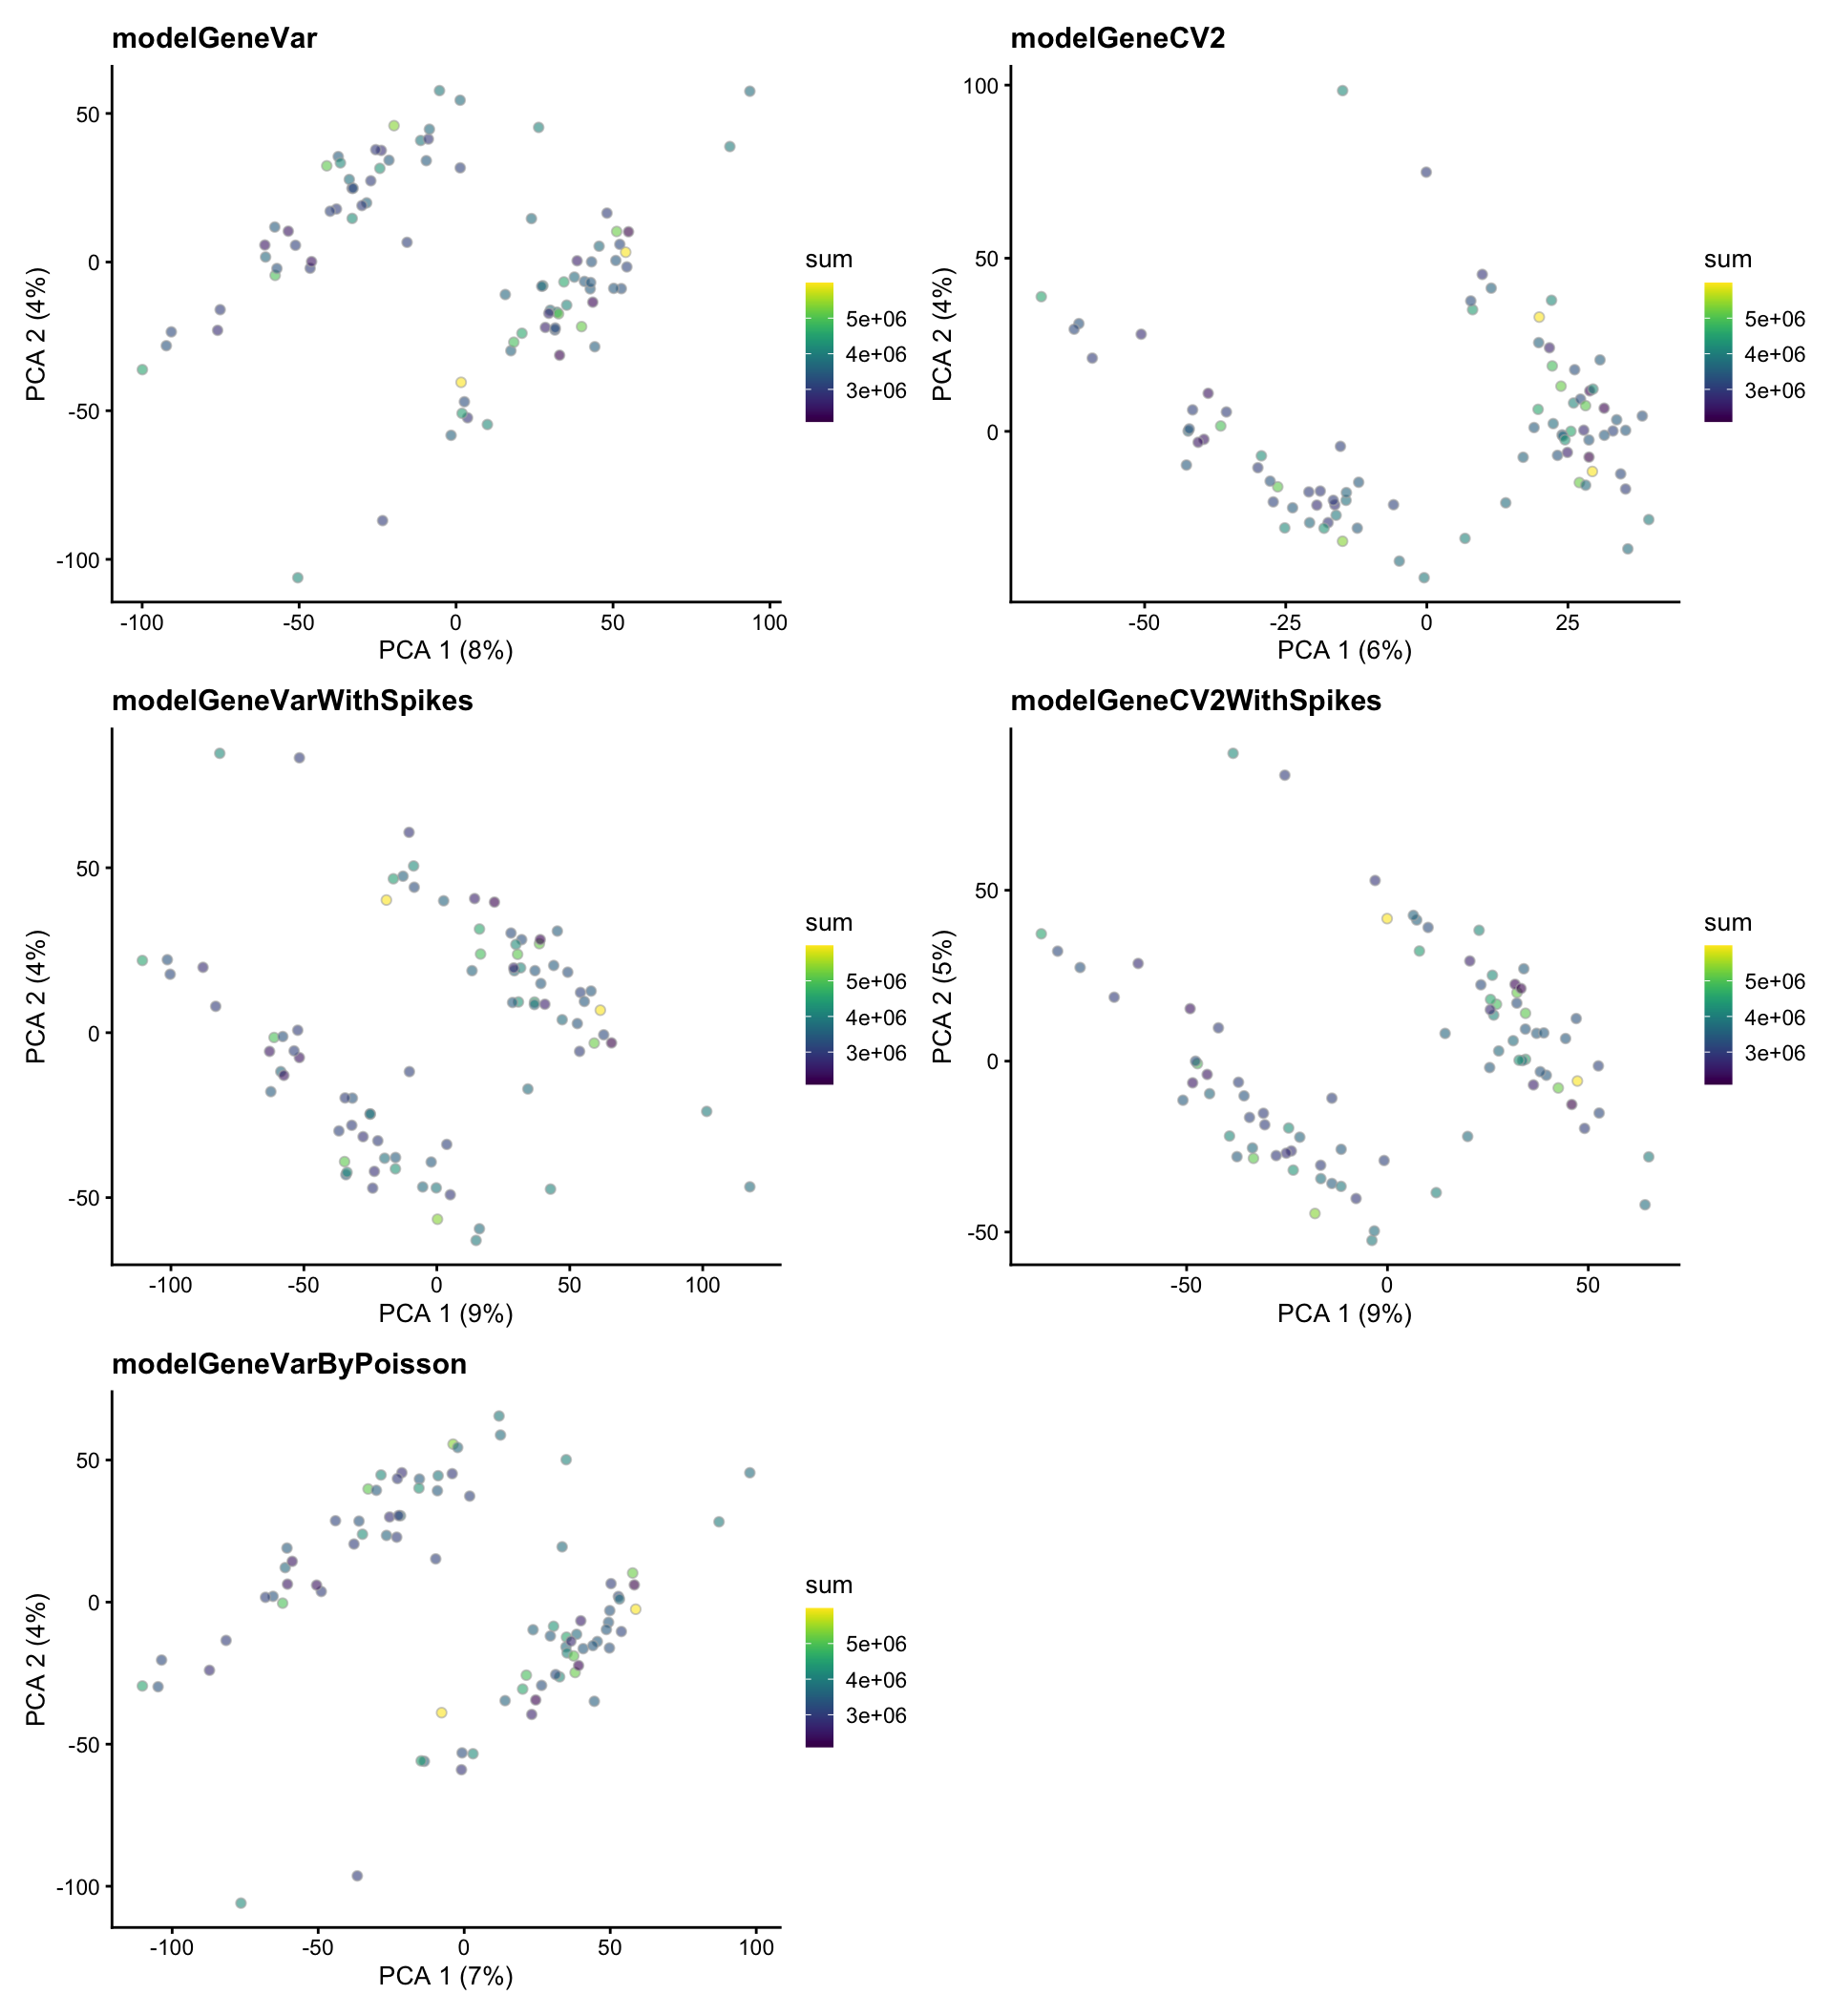 modelGeneVar
50
0
-50
-100
PCA 2 (4%)
-100 -50 0 50 100
PCA 1 (8%)
sum
5e+06
4e+06
3e+06
modelGeneCV2
100
50
0
PCA 2 (4%)
-50 -25 0 25
PCA 1 (6%)
sum
5e+06
4e+06
3e+06
modelGeneVarWithSpikes
50
0
-50
PCA 2 (4%)
-100 -50 0 50 100
PCA 1 (9%)
sum
5e+06
4e+06
3e+06
modelGeneCV2WithSpikes
50
0
-50
PCA 2 (5%)
-50 0 50
PCA 1 (9%)
sum
5e+06
4e+06
3e+06
modelGeneVarByPoisson
50
0
-50
-100
PCA 2 (4%)
-100 -50 0 50 100
PCA 1 (7%)
sum
5e+06
4e+06
3e+06